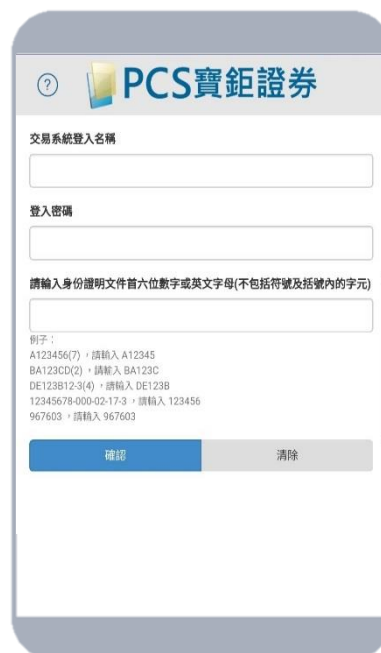 ?
PCS寶鉅證券
交易系統登入名稱
登入密碼
請輸入身份證明文件首六位數字或英文字母(不包括符號及括號內的字元)
例子：
A123456(7) ，請輸入 A12345
BA123CD(2) ，請輸入 BA123C
DE123B12-3(4) ，請輸入 DE123B
12345678-000-02-17-3 ，請輸入 123456
967603 ，請輸入 967603
確認 清除